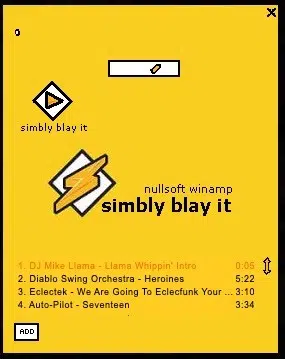 simbly blay it
nullsoft winamp
simbly blay it
1. DJ Mike Llama - Llama Whippin' Intro 0:05
2. Diablo Swing Orchestra - Heroines 5:22
3. Eclectek - We Are Going To Eclecfunk Your ... 3:10
4. Auto-Pilot - Seventeen 3:34
ADD